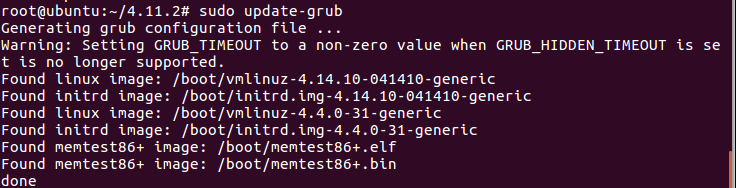 root@ubuntu:~/4.11.2# sudo update-grub
Generating grub configuration file ...
Warning: Setting GRUB_TIMEOUT to a non-zero value when GRUB_HIDDEN_TIMEOUT is se
t is no longer supported.
Found linux image: /boot/vmlinuz-4.14.10-041410-generic
Found initrd image: /boot/initrd.img-4.14.10-041410-generic
Found linux image: /boot/vmlinuz-4.4.0-31-generic
Found initrd image: /boot/initrd.img-4.4.0-31-generic
Found memtest86+ image: /boot/memtest86+.elf
Found memtest86+ image: /boot/memtest86+.bin
done